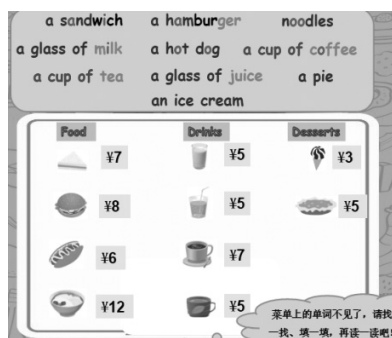 a sandwich a hamburger noodles
a glass of milk a hot dog a cup of coffee
a cup of tea a glass of juice a pie
an ice cream
Food Drinks Desserts
¥7 ¥5 ¥3
¥8 ¥5 ¥5
¥6 ¥7
¥12 ¥5
菜单上的单词不见了，请找
一找、填一填，再读一读吧！